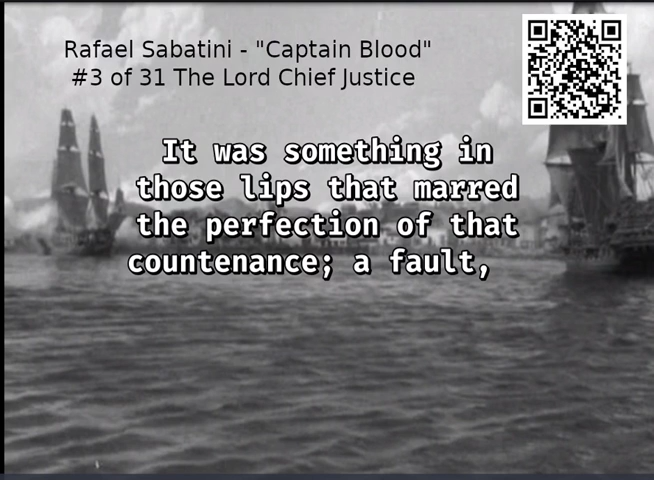 Rafael Sabatini - "Captain Blood"
#3 of 31 The Lord Chief Justice
It was something in
those lips that marred
the perfection of that
countenance; a fault,